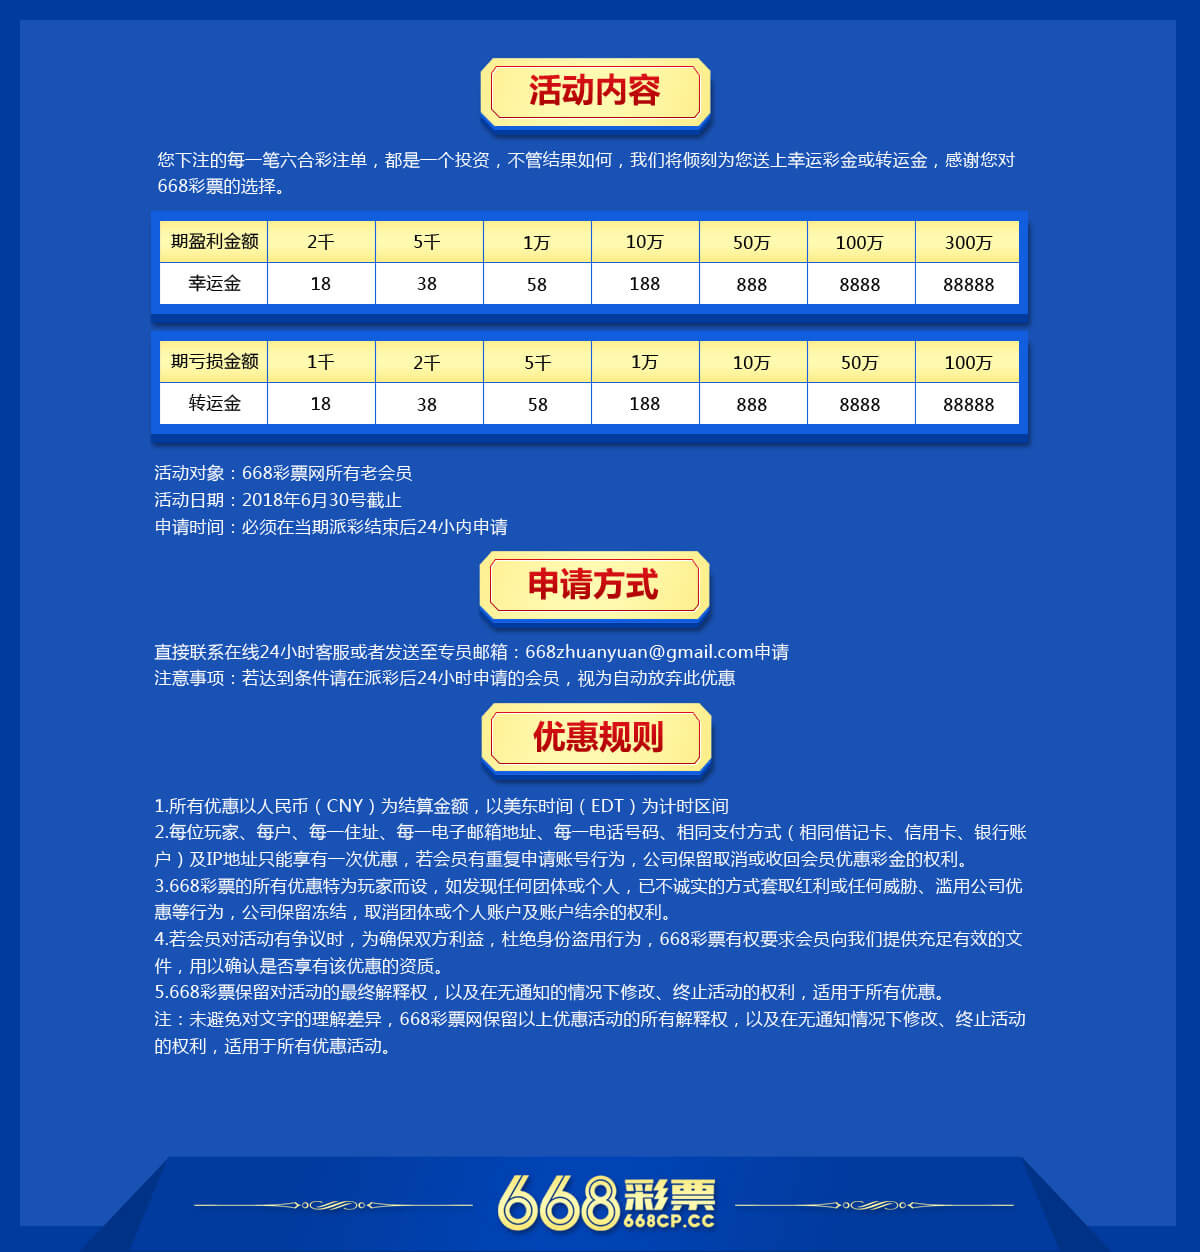 活动内容
您下注的每一笔六合彩注单，都是一个投资，不管结果如何，我们将倾刻为您送上幸运彩金或转运金，感谢您对
668彩票的选择。
期盈利金额 2千 5千 1万 10万 50万 100万 300万
幸运金 18 38 58 188 888 8888 88888
期亏损金额 1千 2千 5千 1万 10万 50万 100万
转运金 18 38 58 188 888 8888 88888
活动对象：668彩票网所有老会员
活动日期：2018年6月30号截止
申请时间：必须在当期派彩结束后24小内申请
申请方式
直接联系在线24小时客服或者发送至专员邮箱：668zhuanyuan@gmail.com申请
注意事项：若达到条件请在派彩后24小时申请的会员，视为自动放弃此优惠
优惠规则
1.所有优惠以人民币（CNY）为结算金额，以美东时间（EDT）为计时区间
2.每位玩家、每户、每一住址、每一电子邮箱地址、每一电话号码、相同支付方式（相同借记卡、信用卡、银行账
户）及IP地址只能享有一次优惠，若会员有重复申请账号行为，公司保留取消或收回会员优惠彩金的权利。
3.668彩票的所有优惠特为玩家而设，如发现任何团体或个人，已不诚实的方式套取红利或任何威胁、滥用公司优
惠等行为，公司保留冻结，取消团体或个人账户及账户结余的权利。
4.若会员对活动有争议时，为确保双方利益，杜绝身份盗用行为，668彩票有权要求会员向我们提供充足有效的文
件，用以确认是否享有该优惠的资质。
5.668彩票保留对活动的最终解释权，以及在无通知的情况下修改、终止活动的权利，适用于所有优惠。
注：未避免对文字的理解差异，668彩票网保留以上优惠活动的所有解释权，以及在无通知情况下修改、终止活动
的权利，适用于所有优惠活动。
668彩票
668CP.CC